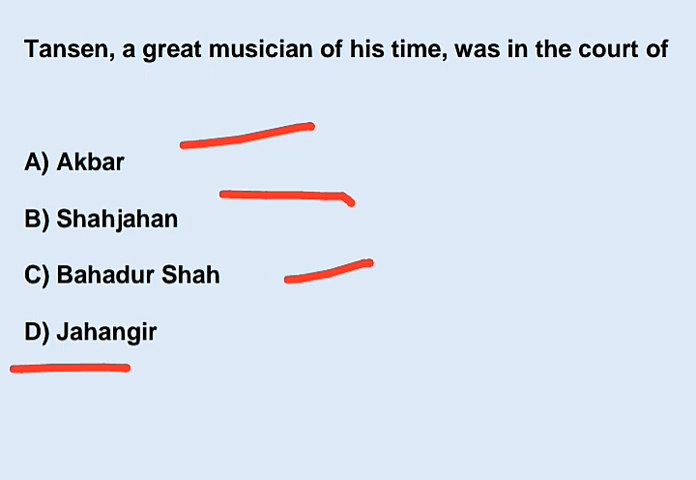 Tansen, a great musician of his time, was in the court of
A) Akbar
B) Shahjahan
C) Bahadur Shah
D) Jahangir